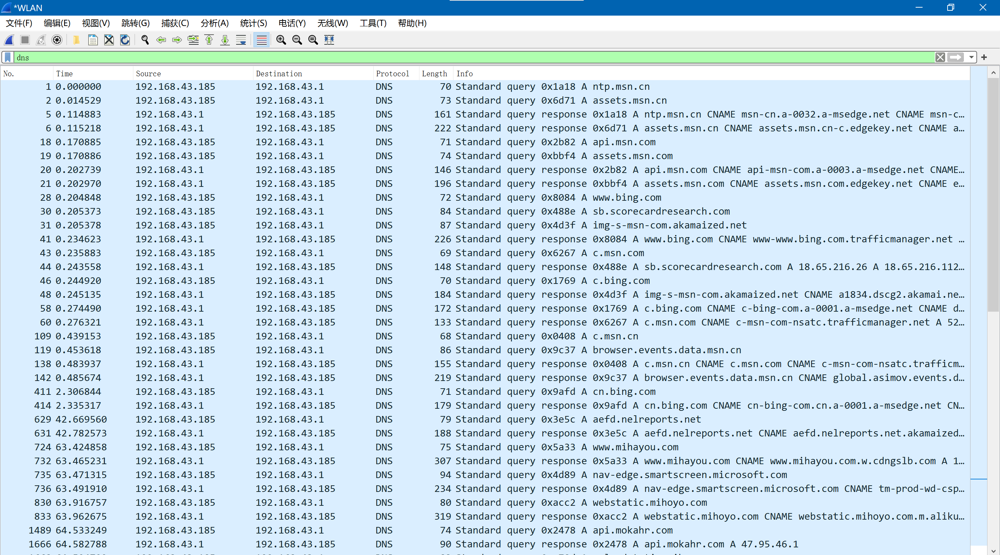 *WLAN
文件(F) 编辑(E) 视图(V) 跳转(G) 捕获(C) 分析(A) 统计(S) 电话(Y) 无线(W) 工具(T) 帮助(H)
dns
No. Time Source Destination Protocol Length Info
1 0.000000 192.168.43.185 192.168.43.1 DNS 70 Standard query 0x1a18 A ntp.msn.cn
2 0.014529 192.168.43.185 192.168.43.1 DNS 73 Standard query 0x6d71 A assets.msn.cn
5 0.114883 192.168.43.1 192.168.43.185 DNS 161 Standard query response 0x1a18 A ntp.msn.cn CNAME msn-cn.a-0032.a-msedge.net CNAME msn-c…
6 0.115218 192.168.43.1 192.168.43.185 DNS 222 Standard query response 0x6d71 A assets.msn.cn CNAME assets.msn.cn-c.edgekey.net CNAME a…
18 0.170885 192.168.43.185 192.168.43.1 DNS 71 Standard query 0x2b82 A api.msn.com
19 0.170886 192.168.43.185 192.168.43.1 DNS 74 Standard query 0xbbf4 A assets.msn.com
20 0.202739 192.168.43.1 192.168.43.185 DNS 146 Standard query response 0x2b82 A api.msn.com CNAME api-msn-com.a-0003.a-msedge.net CNAME…
21 0.202970 192.168.43.1 192.168.43.185 DNS 196 Standard query response 0xbbf4 A assets.msn.com CNAME assets.msn.com.edgekey.net CNAME e…
28 0.204848 192.168.43.185 192.168.43.1 DNS 72 Standard query 0x8084 A www.bing.com
30 0.205373 192.168.43.185 192.168.43.1 DNS 84 Standard query 0x488e A sb.scorecardresearch.com
31 0.205378 192.168.43.185 192.168.43.1 DNS 87 Standard query 0x4d3f A img-s-msn-com.akamaized.net
41 0.234623 192.168.43.1 192.168.43.185 DNS 226 Standard query response 0x8084 A www.bing.com CNAME www-www.bing.com.trafficmanager.net …
43 0.235883 192.168.43.185 192.168.43.1 DNS 69 Standard query 0x6267 A c.msn.com
44 0.243558 192.168.43.1 192.168.43.185 DNS 148 Standard query response 0x488e A sb.scorecardresearch.com A 18.65.216.26 A 18.65.216.112…
46 0.244920 192.168.43.185 192.168.43.1 DNS 70 Standard query 0x1769 A c.bing.com
48 0.245135 192.168.43.1 192.168.43.185 DNS 184 Standard query response 0x4d3f A img-s-msn-com.akamaized.net CNAME a1834.dscg2.akamai.ne…
58 0.274490 192.168.43.1 192.168.43.185 DNS 172 Standard query response 0x1769 A c.bing.com CNAME c-bing-com.a-0001.a-msedge.net CNAME d…
60 0.276321 192.168.43.1 192.168.43.185 DNS 133 Standard query response 0x6267 A c.msn.com CNAME c-msn-com-nsatc.trafficmanager.net A 52…
109 0.439153 192.168.43.185 192.168.43.1 DNS 68 Standard query 0x0408 A c.msn.cn
119 0.453618 192.168.43.185 192.168.43.1 DNS 86 Standard query 0x9c37 A browser.events.data.msn.cn
138 0.483937 192.168.43.1 192.168.43.185 DNS 155 Standard query response 0x0408 A c.msn.cn CNAME c.msn.com CNAME c-msn-com-nsatc.trafficm…
142 0.485674 192.168.43.1 192.168.43.185 DNS 219 Standard query response 0x9c37 A browser.events.data.msn.cn CNAME global.asimov.events.d…
411 2.306844 192.168.43.185 192.168.43.1 DNS 71 Standard query 0x9afd A cn.bing.com
414 2.335317 192.168.43.1 192.168.43.185 DNS 179 Standard query response 0x9afd A cn.bing.com CNAME cn-bing-com.cn.a-0001.a-msedge.net CN…
629 42.669560 192.168.43.185 192.168.43.1 DNS 79 Standard query 0x3e5c A aefd.nelreports.net
631 42.782573 192.168.43.1 192.168.43.185 DNS 188 Standard query response 0x3e5c A aefd.nelreports.net CNAME aefd.nelreports.net.akamaized…
724 63.424858 192.168.43.185 192.168.43.1 DNS 75 Standard query 0x5a33 A www.mihayou.com
732 63.465231 192.168.43.1 192.168.43.185 DNS 307 Standard query response 0x5a33 A www.mihayou.com CNAME www.mihayou.com.w.cdngslb.com A 1…
735 63.471315 192.168.43.185 192.168.43.1 DNS 94 Standard query 0x4d89 A nav-edge.smartscreen.microsoft.com
736 63.491910 192.168.43.1 192.168.43.185 DNS 234 Standard query response 0x4d89 A nav-edge.smartscreen.microsoft.com CNAME tm-prod-wd-csp…
830 63.916757 192.168.43.185 192.168.43.1 DNS 80 Standard query 0xacc2 A webstatic.mihoyo.com
833 63.962675 192.168.43.1 192.168.43.185 DNS 319 Standard query response 0xacc2 A webstatic.mihoyo.com CNAME webstatic.mihoyo.com.m.aliku…
1489 64.533249 192.168.43.185 192.168.43.1 DNS 74 Standard query 0x2478 A api.mokahr.com
1666 64.582788 192.168.43.1 192.168.43.185 DNS 90 Standard query response 0x2478 A api.mokahr.com A 47.95.46.1